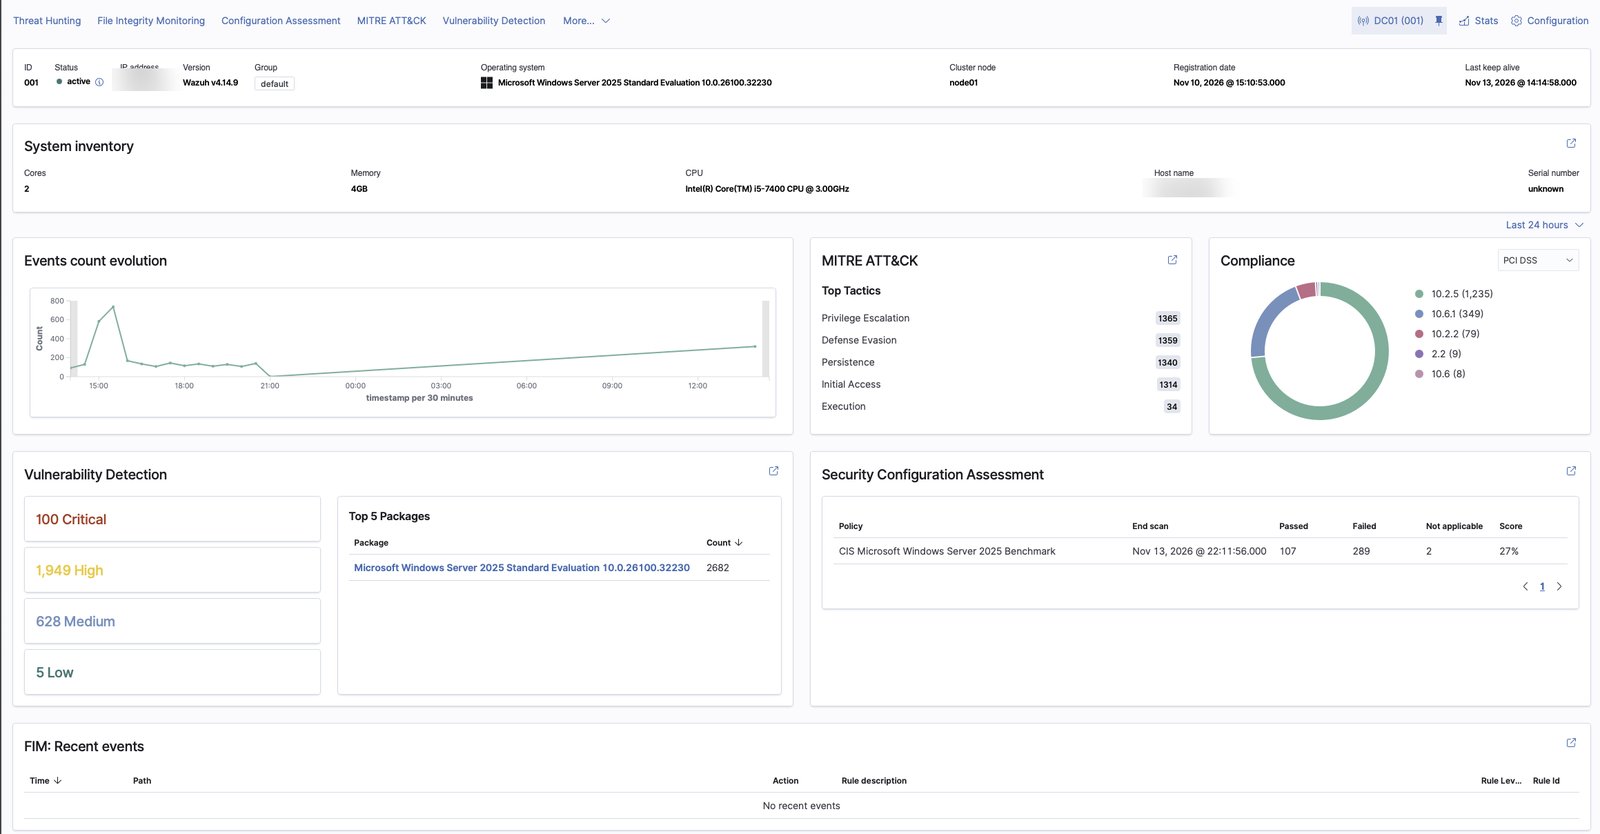 Threat Hunting File Integrity Monitoring Configuration Assessment MITRE ATT&CK Vulnerability Detection More... DC01 (001) Stats Configuration
ID Status IP address Version Group Operating system Cluster node Registration date Last keep alive
001 active Wazuh v4.14.9 default Microsoft Windows Server 2025 Standard Evaluation 10.0.26100.32230 node01 Nov 10, 2026 @ 15:10:53.000 Nov 13, 2026 @ 14:14:58.000
System inventory
Cores Memory CPU Host name Serial number
2 4GB Intel(R) Core(TM) i5-7400 CPU @ 3.00GHz unknown
Last 24 hours
Events count evolution
800
600
400
200
0
Count
15:00 18:00 21:00 00:00 03:00 06:00 09:00 12:00
timestamp per 30 minutes
MITRE ATT&CK
Top Tactics
Privilege Escalation 1365
Defense Evasion 1359
Persistence 1340
Initial Access 1314
Execution 34
Compliance PCI DSS
10.2.5 (1,235)
10.6.1 (349)
10.2.2 (79)
2.2 (9)
10.6 (8)
Vulnerability Detection
100 Critical
1,949 High
628 Medium
5 Low
Top 5 Packages
Package Count
Microsoft Windows Server 2025 Standard Evaluation 10.0.26100.32230 2682
Security Configuration Assessment
Policy End scan Passed Failed Not applicable Score
CIS Microsoft Windows Server 2025 Benchmark Nov 13, 2026 @ 22:11:56.000 107 289 2 27%
1
FIM: Recent events
Time Path Action Rule description Rule Lev... Rule Id
No recent events